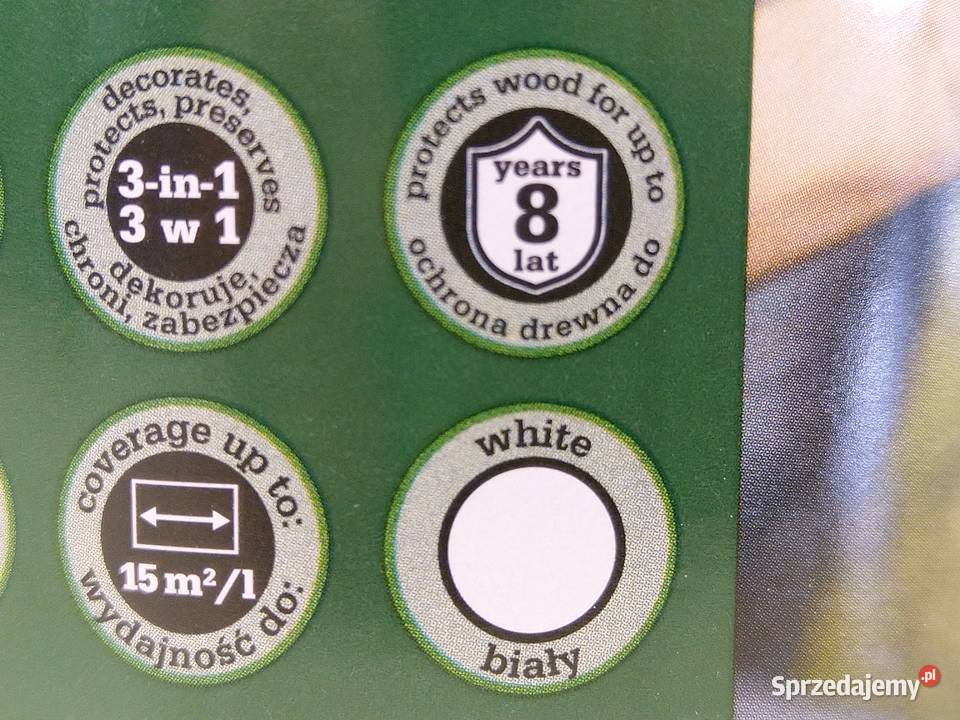 decorates,
protects, preserves
3-in-1
3 w 1
dekoruje,
chroni, zabezpiecza
protects wood for up to
years
8
lat
ochrona drewna do
coverage up to:
15 m²/l
wydajność do:
white
biały
Sprzedajemy.pl